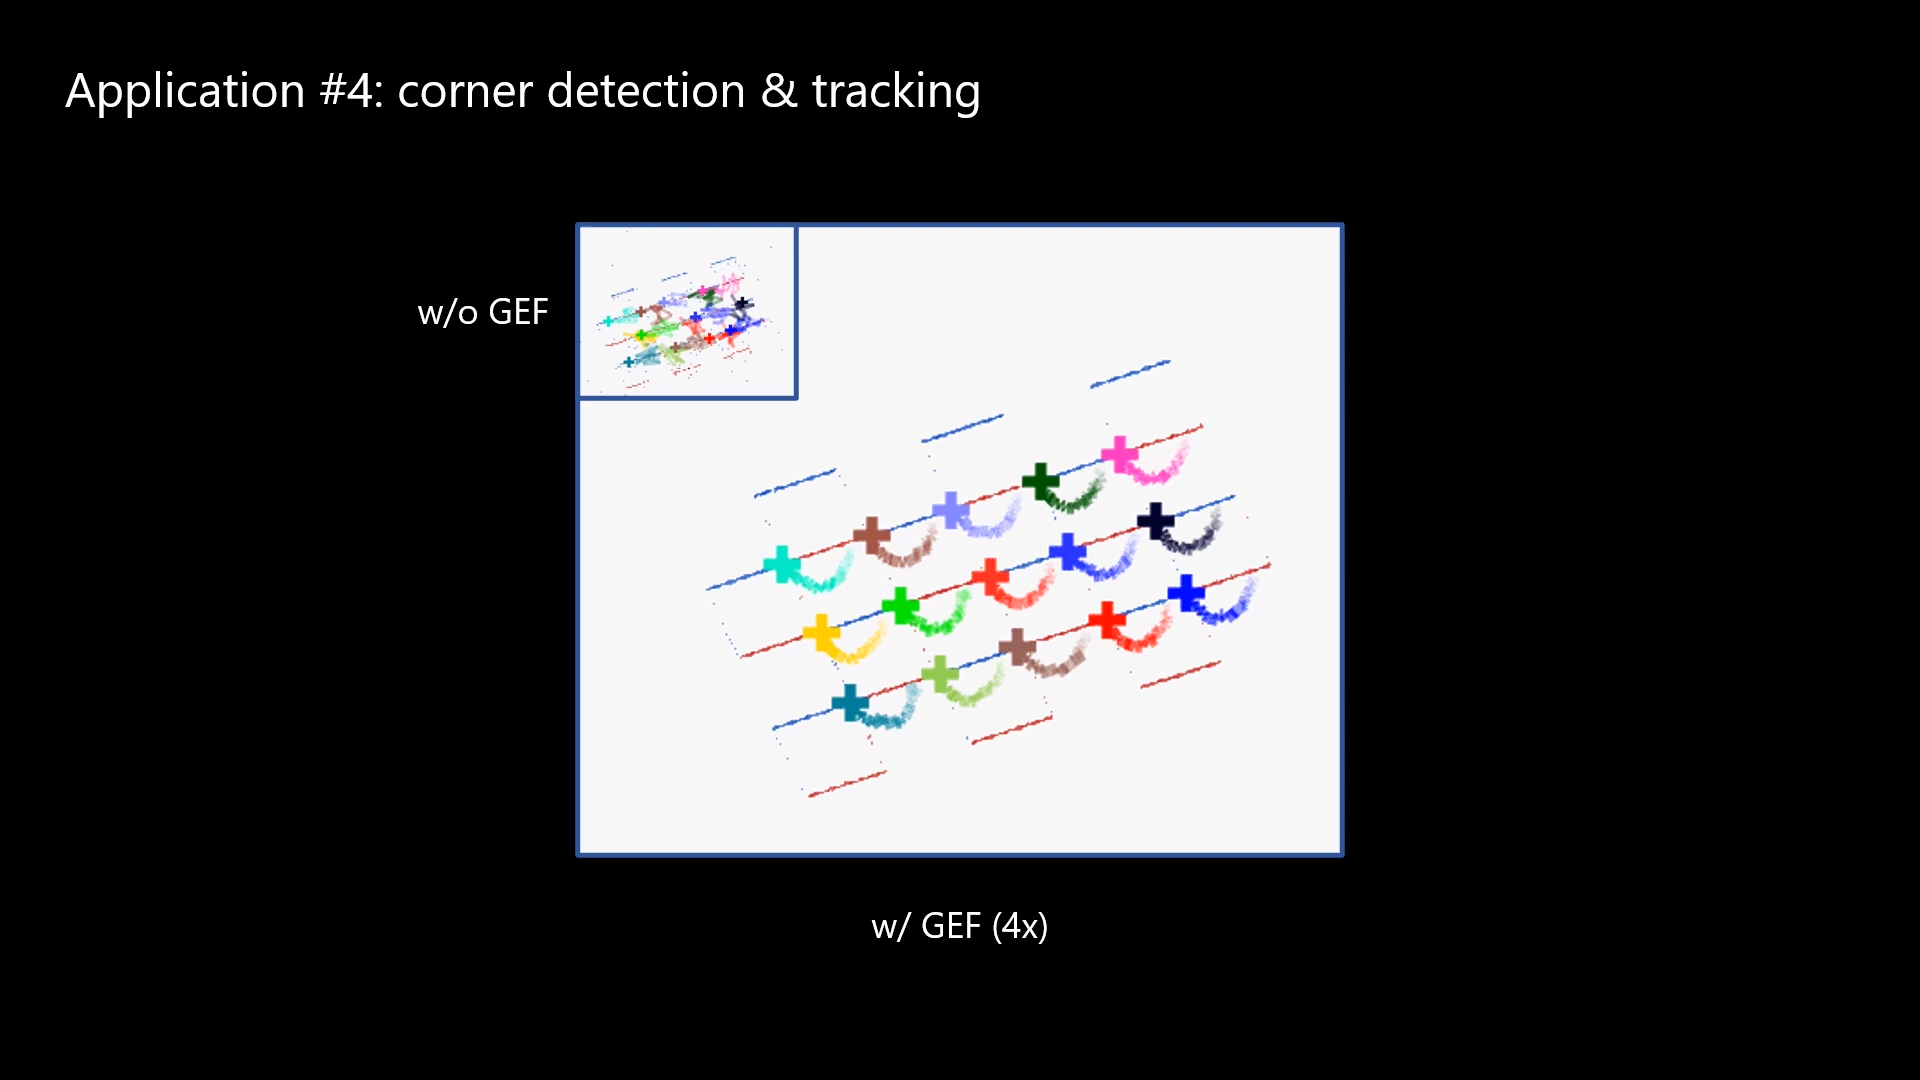 Application #4: corner detection & tracking
w/o GEF
w/ GEF (4x)